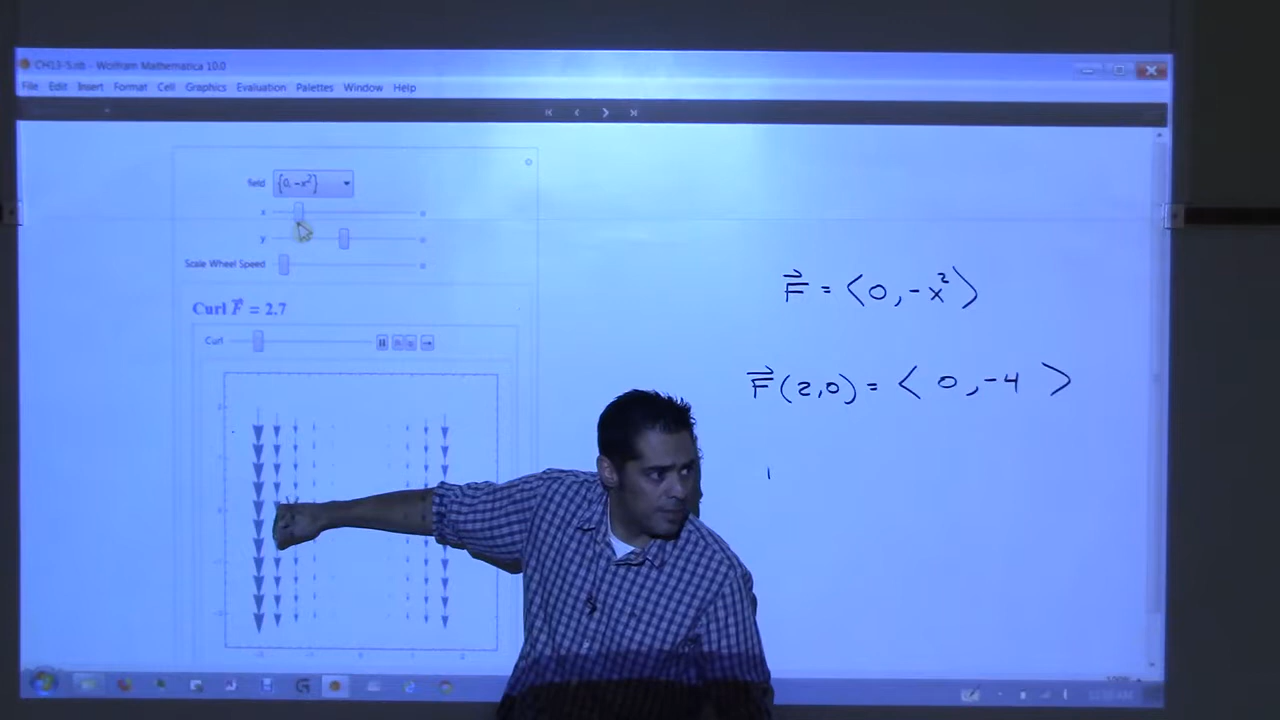 CH13-5.nb - Wolfram Mathematica 10.0
File Edit Insert Format Cell Graphics Evaluation Palettes Window Help
field {0, -x²}
x
y
Scale Wheel Speed
Curl F⃗ = 2.7
Curl
F⃗ = ⟨0, -x²⟩
F⃗(2,0) = ⟨0, -4⟩